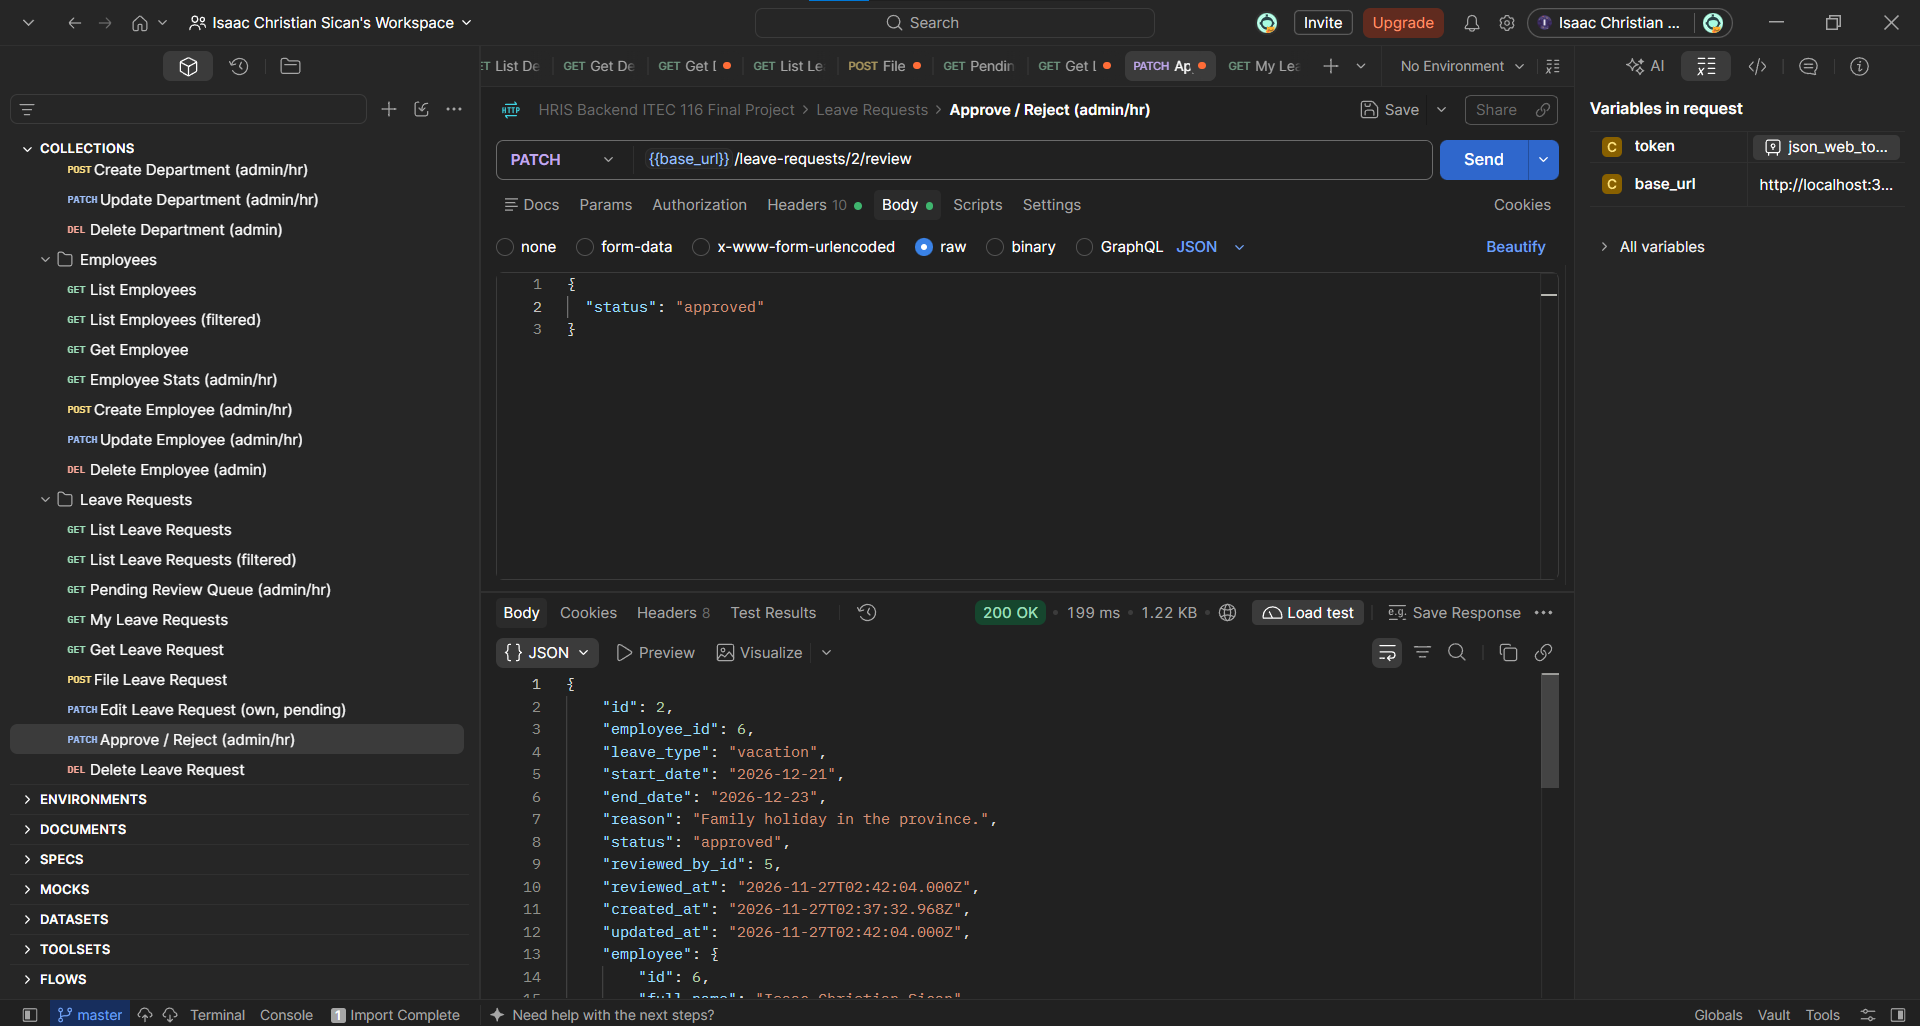 Isaac Christian Sican's Workspace
Search
Invite
Upgrade
Isaac Christian ...
List De
GET Get De
GET Get
GET List Le
POST File
GET Pendin
GET Get
PATCH Ap
GET My Lea
No Environment
AI
HRIS Backend ITEC 116 Final Project > Leave Requests > Approve / Reject (admin/hr)
Save
Share
Variables in request
COLLECTIONS
POST Create Department (admin/hr)
PATCH Update Department (admin/hr)
DEL Delete Department (admin)
Employees
GET List Employees
GET List Employees (filtered)
GET Get Employee
GET Employee Stats (admin/hr)
POST Create Employee (admin/hr)
PATCH Update Employee (admin/hr)
DEL Delete Employee (admin)
Leave Requests
GET List Leave Requests
GET List Leave Requests (filtered)
GET Pending Review Queue (admin/hr)
GET My Leave Requests
GET Get Leave Request
POST File Leave Request
PATCH Edit Leave Request (own, pending)
PATCH Approve / Reject (admin/hr)
DEL Delete Leave Request
ENVIRONMENTS
DOCUMENTS
SPECS
MOCKS
DATASETS
TOOLSETS
FLOWS
PATCH
{{base_url}} /leave-requests/2/review
Send
C token json_web_to...
C base_url http://localhost:3...
All variables
Docs Params Authorization Headers 10 Body Scripts Settings
Cookies
none form-data x-www-form-urlencoded raw binary GraphQL JSON
Beautify
1 {
2 "status": "approved"
3 }
Body Cookies Headers 8 Test Results
200 OK • 199 ms • 1.22 KB
Load test
e.g. Save Response
{} JSON Preview Visualize
1 {
2 "id": 2,
3 "employee_id": 6,
4 "leave_type": "vacation",
5 "start_date": "2026-12-21",
6 "end_date": "2026-12-23",
7 "reason": "Family holiday in the province.",
8 "status": "approved",
9 "reviewed_by_id": 5,
10 "reviewed_at": "2026-11-27T02:42:04.000Z",
11 "created_at": "2026-11-27T02:37:32.968Z",
12 "updated_at": "2026-11-27T02:42:04.000Z",
13 "employee": {
14 "id": 6,
15 "full_name": "Isaac Christian Sican"
master
Terminal
Console
1 Import Complete
Need help with the next steps?
Globals
Vault
Tools